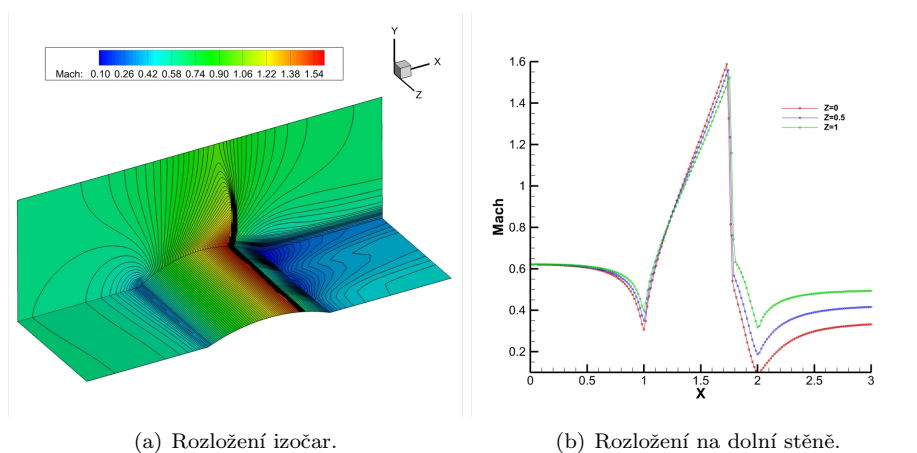 Y
X
Z
Mach: 0.10 0.26 0.42 0.58 0.74 0.90 1.06 1.22 1.38 1.54
1.6
1.4
1.2
1
0.8
0.6
0.4
0.2
Mach
0 0.5 1 1.5 2 2.5 3
X
Z=0
Z=0.5
Z=1
(a) Rozložení izočar.
(b) Rozložení na dolní stěně.